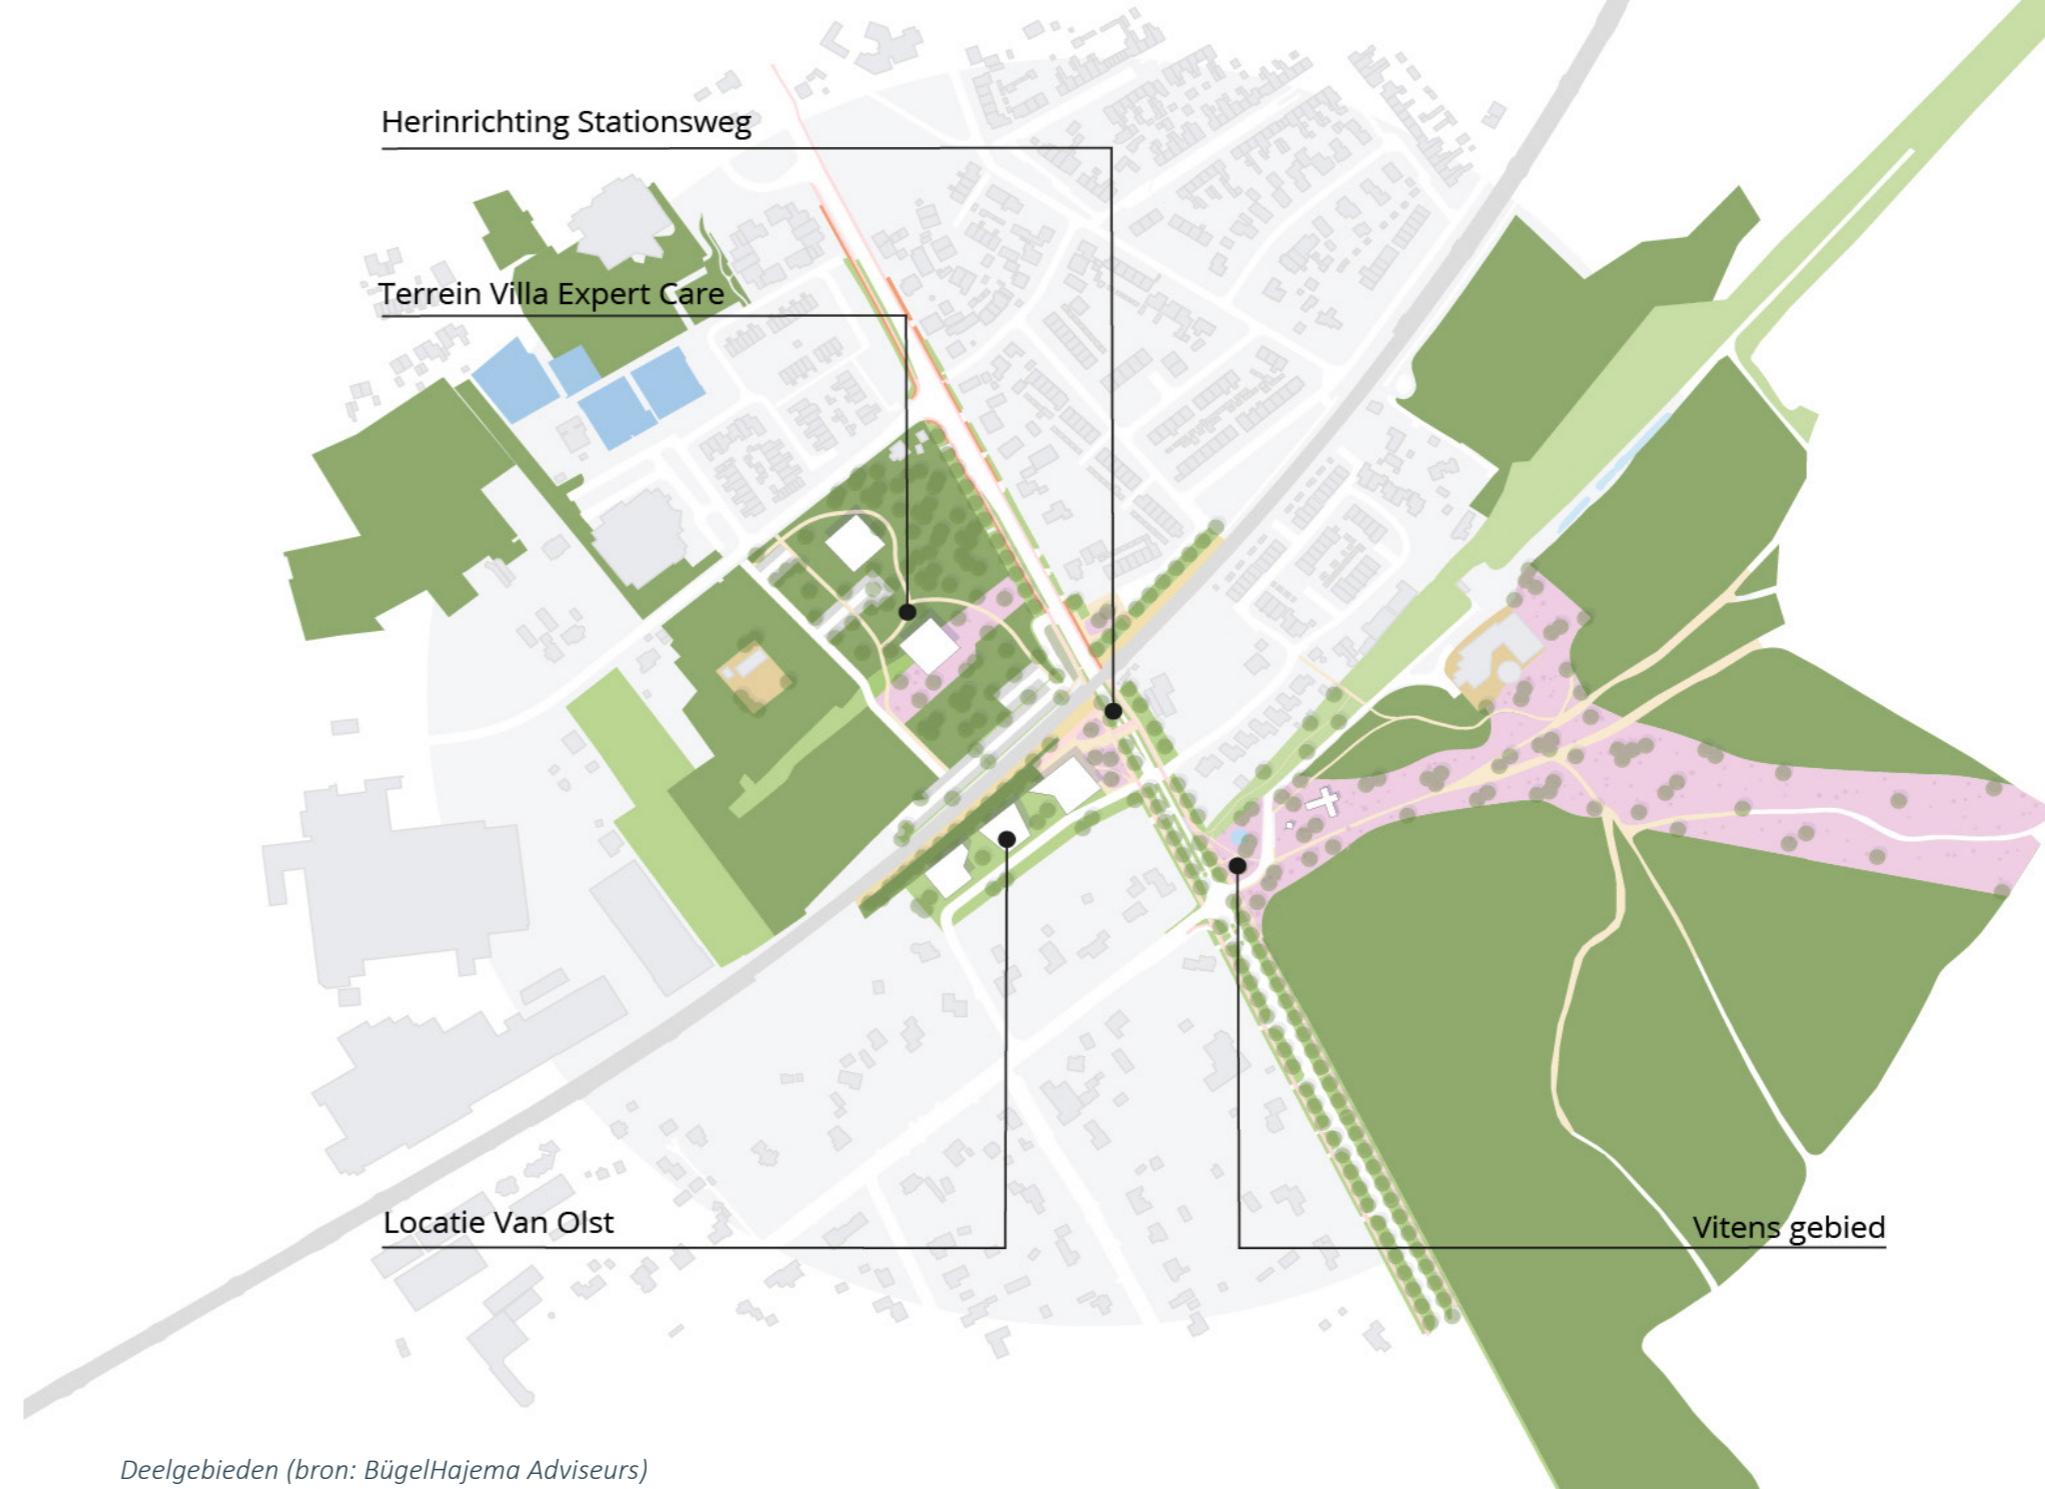 Herinrichting Stationsweg
Terrein Villa Expert Care
Locatie Van Olst
Vitens gebied
Deelgebieden (bron: BügelHajema Adviseurs)